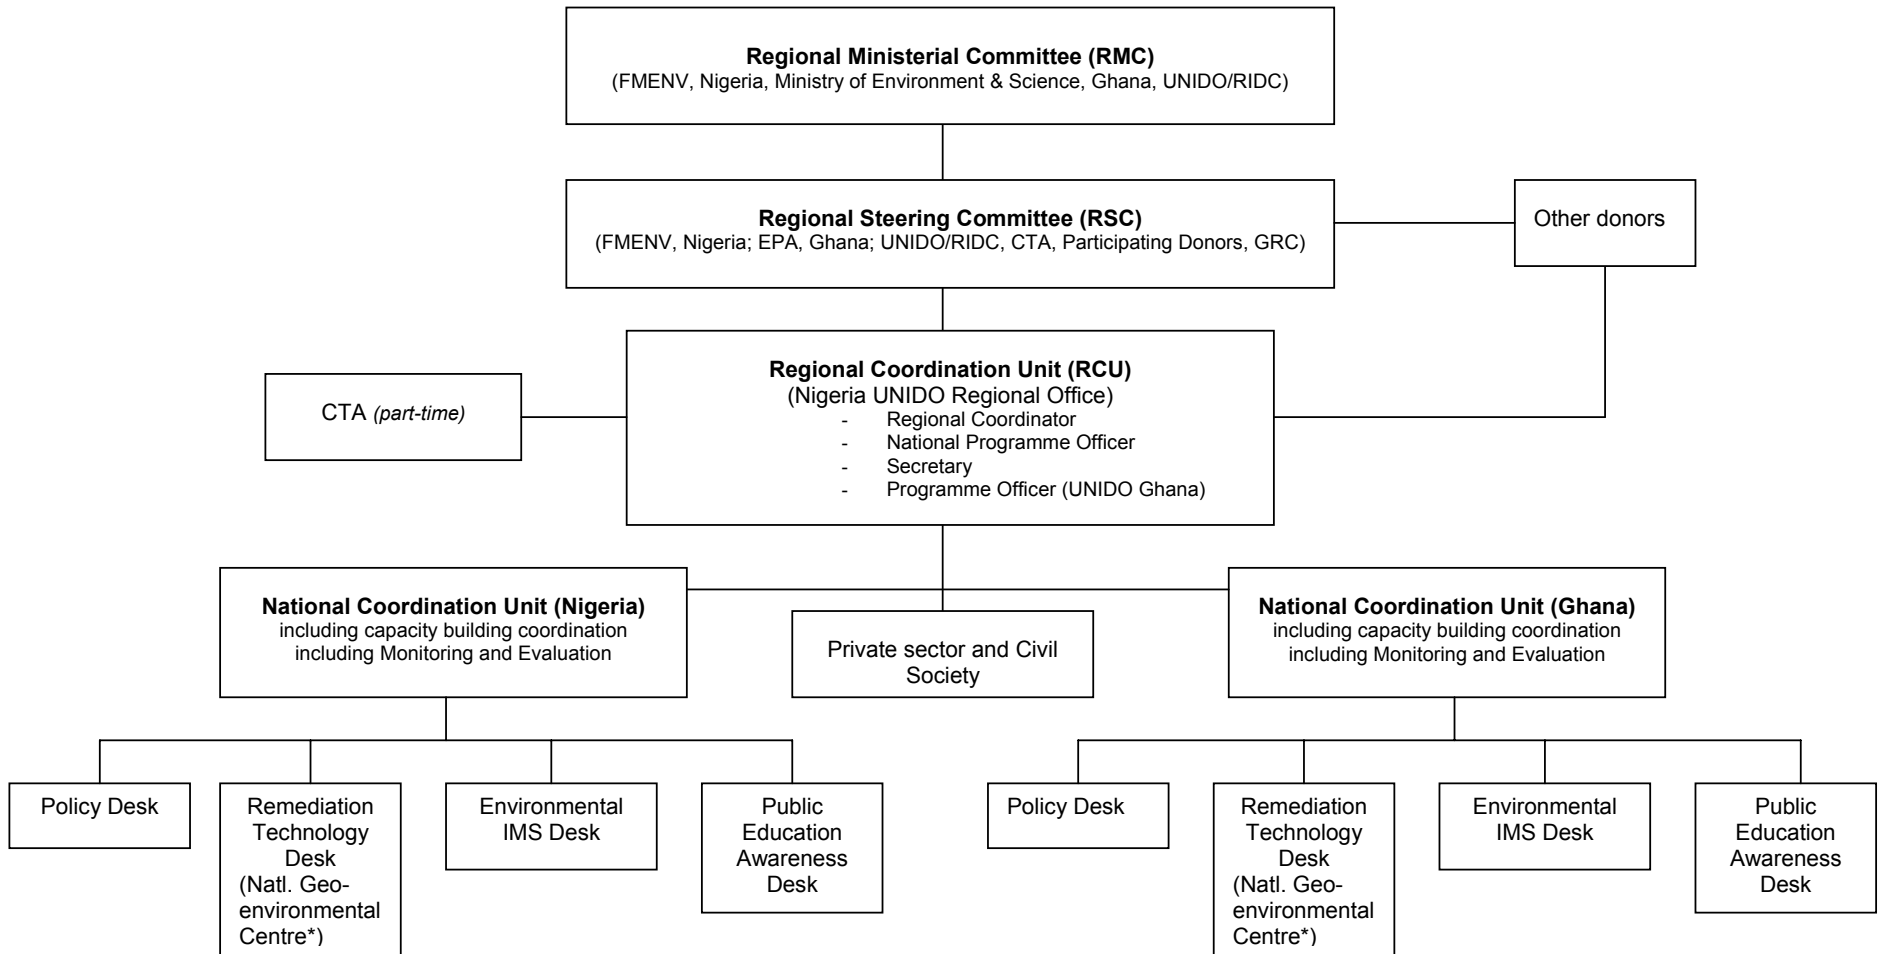 Regional Ministerial Committee (RMC)
(FMENV, Nigeria, Ministry of Environment & Science, Ghana, UNIDO/RIDC)
Regional Steering Committee (RSC)
(FMENV, Nigeria; EPA, Ghana; UNIDO/RIDC, CTA, Participating Donors, GRC)
Other donors
Regional Coordination Unit (RCU)
(Nigeria UNIDO Regional Office)
- Regional Coordinator
- National Programme Officer
- Secretary
- Programme Officer (UNIDO Ghana)
CTA (part-time)
National Coordination Unit (Nigeria)
including capacity building coordination
including Monitoring and Evaluation
Private sector and Civil
Society
National Coordination Unit (Ghana)
including capacity building coordination
including Monitoring and Evaluation
Policy Desk
Remediation
Technology
Desk
(Natl. Geo-
environmental
Centre*)
Environmental
IMS Desk
Public
Education
Awareness
Desk
Policy Desk
Remediation
Technology
Desk
(Natl. Geo-
environmental
Centre*)
Environmental
IMS Desk
Public
Education
Awareness
Desk